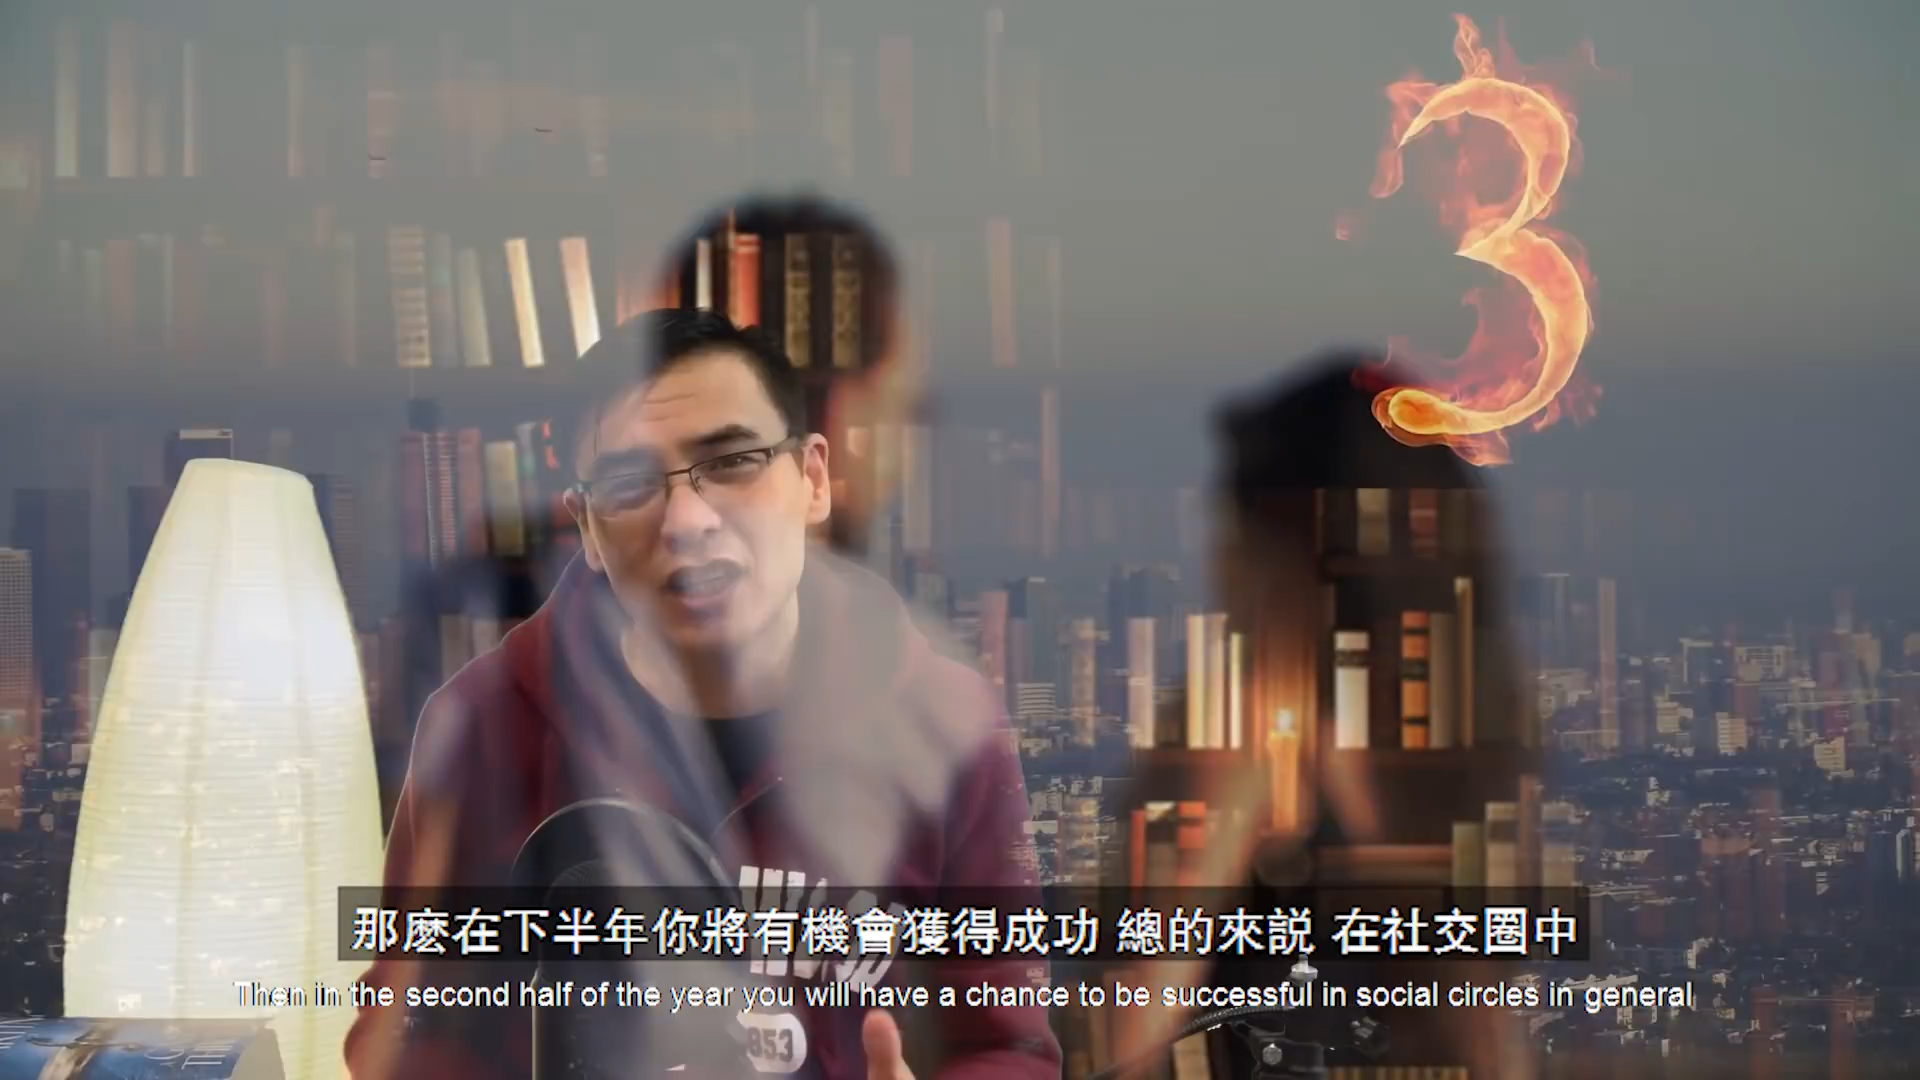 3
那麽在下半年你將有機會獲得成功 總的來説 在社交圈中
Then in the second half of the year you will have a chance to be successful in social circles in general
853